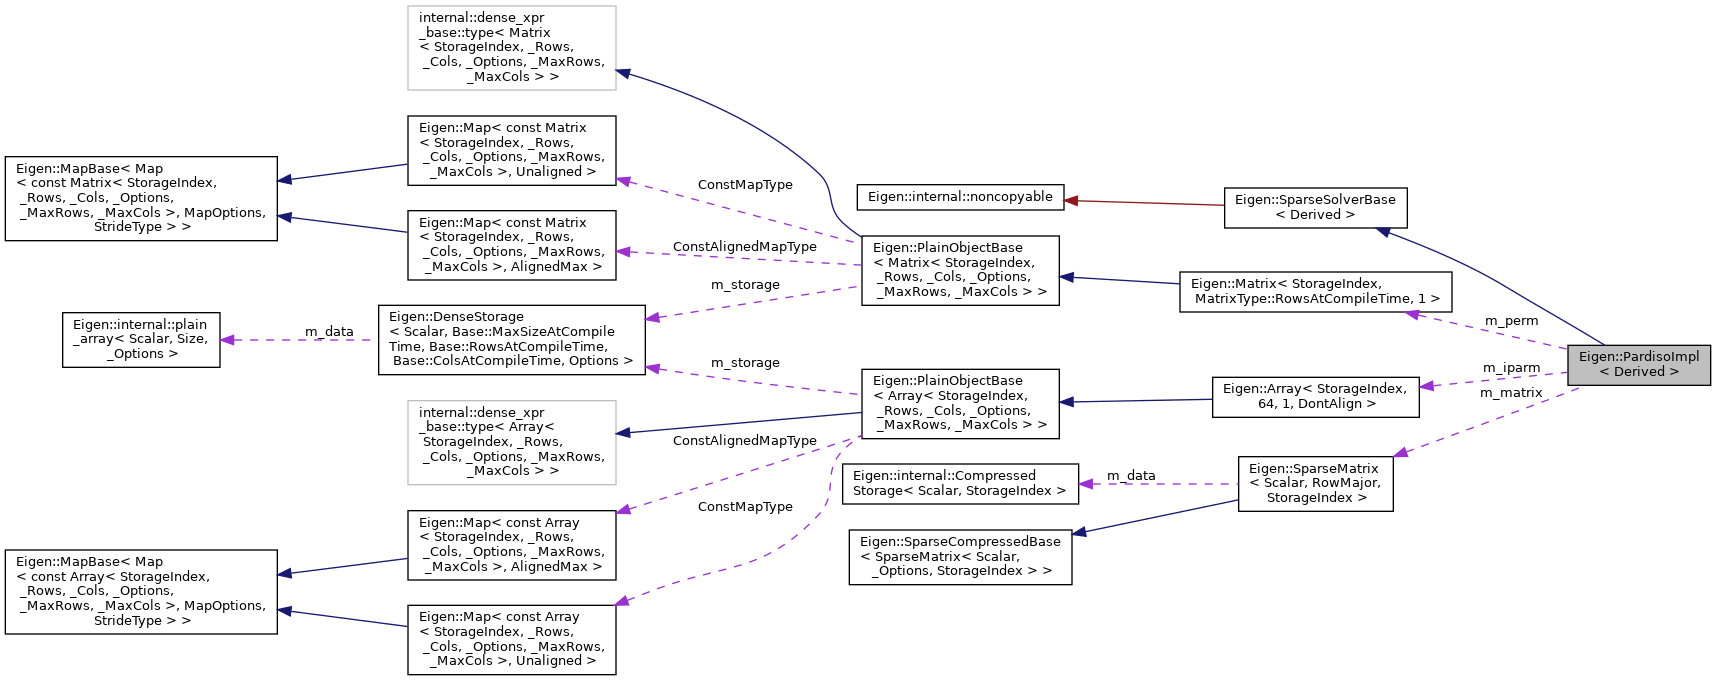 internal::dense_xpr
_base::type< Matrix
< StorageIndex, _Rows,
_Cols, _Options, _MaxRows,
_MaxCols > >
Eigen::Map< const Matrix
< StorageIndex, _Rows,
_Cols, _Options, _MaxRows,
_MaxCols >, Unaligned >
Eigen::MapBase< Map
< const Matrix< StorageIndex,
_Rows, _Cols, _Options,
_MaxRows, _MaxCols >, MapOptions,
StrideType > >
Eigen::Map< const Matrix
< StorageIndex, _Rows,
_Cols, _Options, _MaxRows,
_MaxCols >, AlignedMax >
ConstMapType
ConstAlignedMapType
m_storage
Eigen::internal::noncopyable
Eigen::SparseSolverBase
< Derived >
Eigen::PlainObjectBase
< Matrix< StorageIndex,
_Rows, _Cols, _Options,
_MaxRows, _MaxCols > >
Eigen::Matrix< StorageIndex,
MatrixType::RowsAtCompileTime, 1 >
m_perm
Eigen::internal::plain
_array< Scalar, Size,
_Options >
m_data
Eigen::DenseStorage
< Scalar, Base::MaxSizeAtCompile
Time, Base::RowsAtCompileTime,
Base::ColsAtCompileTime, Options >
m_storage
Eigen::PardisoImpl
< Derived >
m_iparm
m_matrix
Eigen::PlainObjectBase
< Array< StorageIndex,
_Rows, _Cols, _Options,
_MaxRows, _MaxCols > >
Eigen::Array< StorageIndex,
64, 1, DontAlign >
internal::dense_xpr
_base::type< Array<
StorageIndex, _Rows,
_Cols, _Options, _MaxRows,
_MaxCols > >
ConstAlignedMapType
ConstMapType
Eigen::internal::Compressed
Storage< Scalar, StorageIndex >
m_data
Eigen::SparseMatrix
< Scalar, RowMajor,
StorageIndex >
Eigen::SparseCompressedBase
< SparseMatrix< Scalar,
_Options, StorageIndex > >
Eigen::Map< const Array
< StorageIndex, _Rows,
_Cols, _Options, _MaxRows,
_MaxCols >, AlignedMax >
Eigen::MapBase< Map
< const Array< StorageIndex,
_Rows, _Cols, _Options,
_MaxRows, _MaxCols >, MapOptions,
StrideType > >
Eigen::Map< const Array
< StorageIndex, _Rows,
_Cols, _Options, _MaxRows,
_MaxCols >, Unaligned >